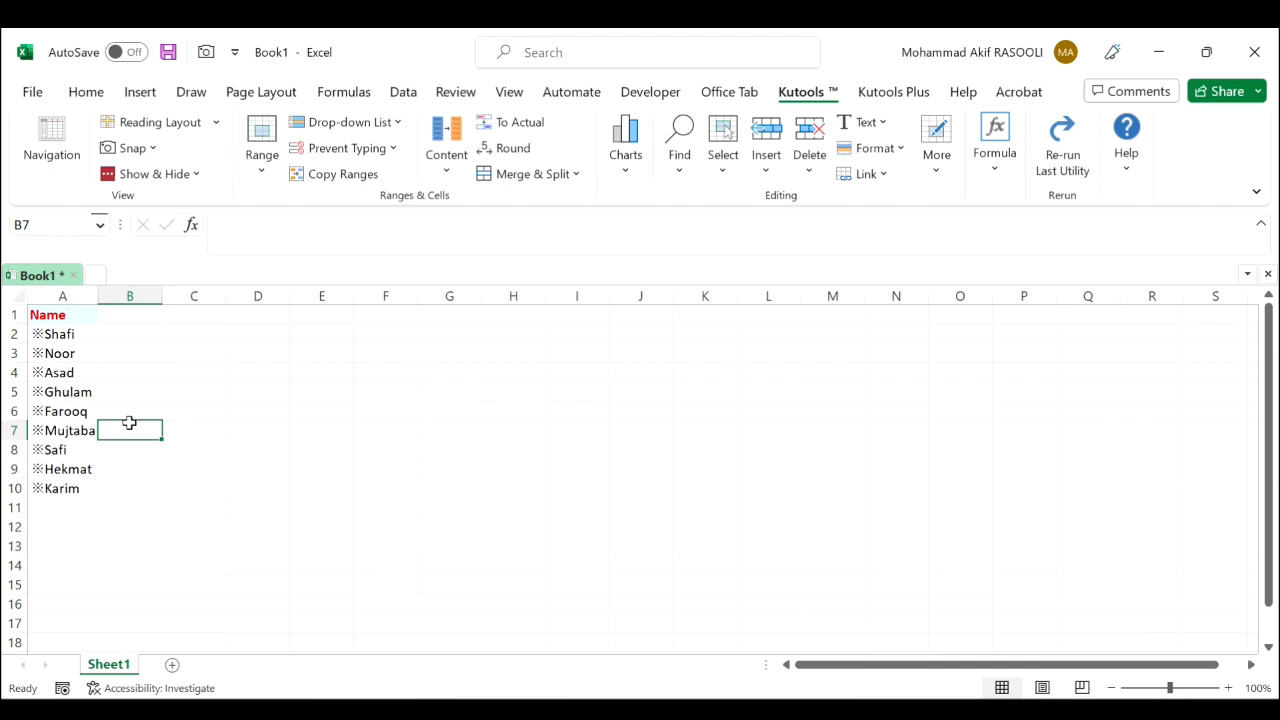 AutoSave Off Book1 - Excel Search Mohammad Akif RASOOLI MA
File Home Insert Draw Page Layout Formulas Data Review View Automate Developer Office Tab Kutools ™ Kutools Plus Help Acrobat Comments Share
Navigation Reading Layout Snap Show & Hide View
Range Drop-down List Prevent Typing Copy Ranges Content To Actual Round Merge & Split Ranges & Cells
Charts Find Select Insert Delete Text Format Link More Editing
Formula Re-run Last Utility Rerun Help
B7 fx
Book1 *
A B C D E F G H I J K L M N O P Q R S
1 Name
2 ※Shafi
3 ※Noor
4 ※Asad
5 ※Ghulam
6 ※Farooq
7 ※Mujtaba
8 ※Safi
9 ※Hekmat
10 ※Karim
11
12
13
14
15
16
17
18
Sheet1
Ready Accessibility: Investigate 100%